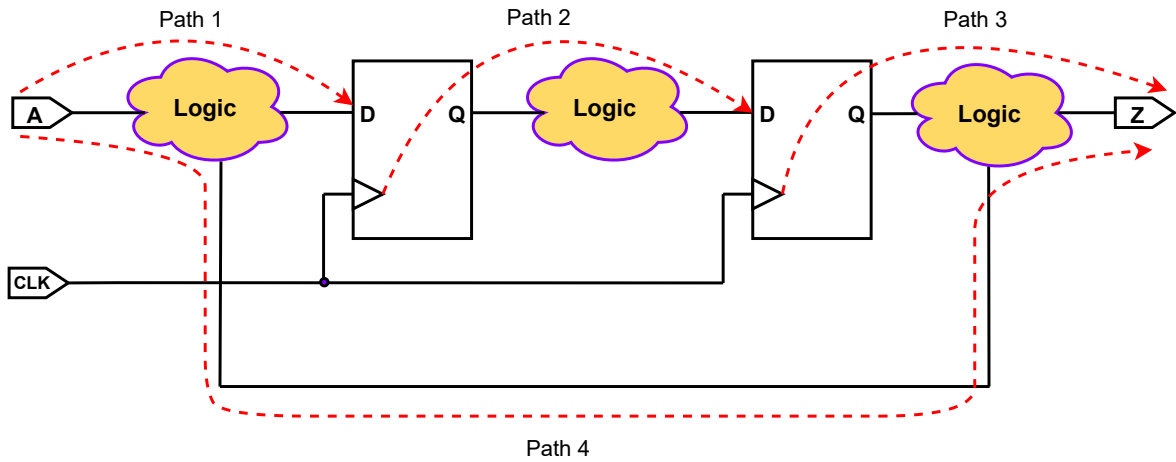 Path 1
Path 2
Path 3
A
Logic
D
Q
Logic
D
Q
Logic
Z
CLK
Path 4